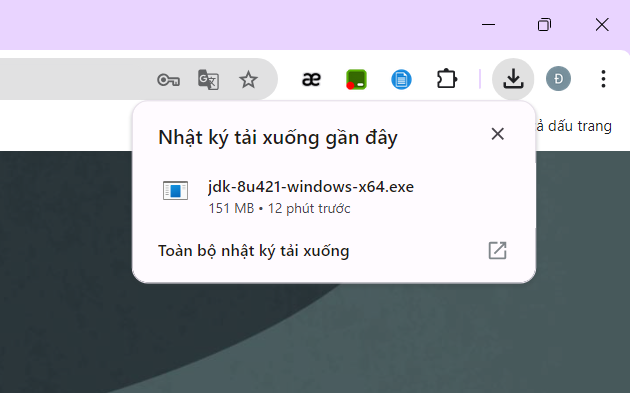 æ
Đ
ả dấu trang
Nhật ký tải xuống gần đây
jdk-8u421-windows-x64.exe
151 MB • 12 phút trước
Toàn bộ nhật ký tải xuống